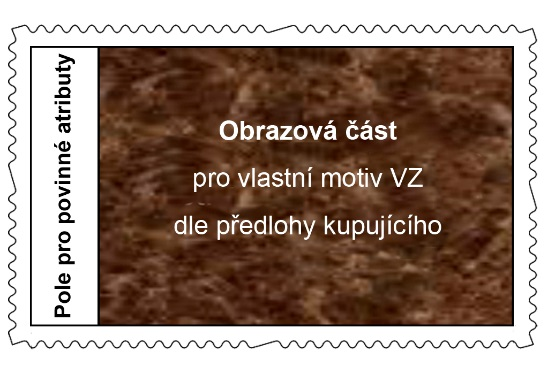 Pole pro povinné atributy
Obrazová část
pro vlastní motiv VZ
dle předlohy kupujícího